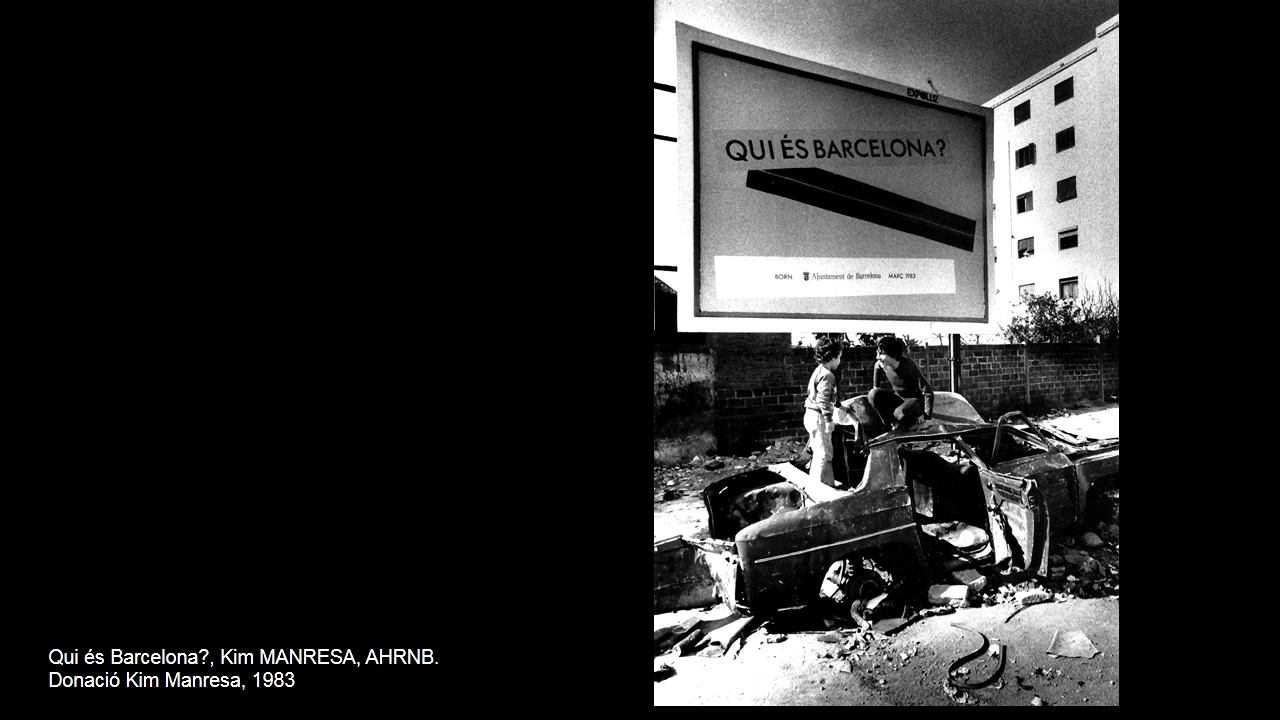 EXPOLUZ
QUI ÉS BARCELONA?
BORN Ajuntament de Barcelona MARÇ 1983
Qui és Barcelona?, Kim MANRESA, AHRNB.
Donació Kim Manresa, 1983